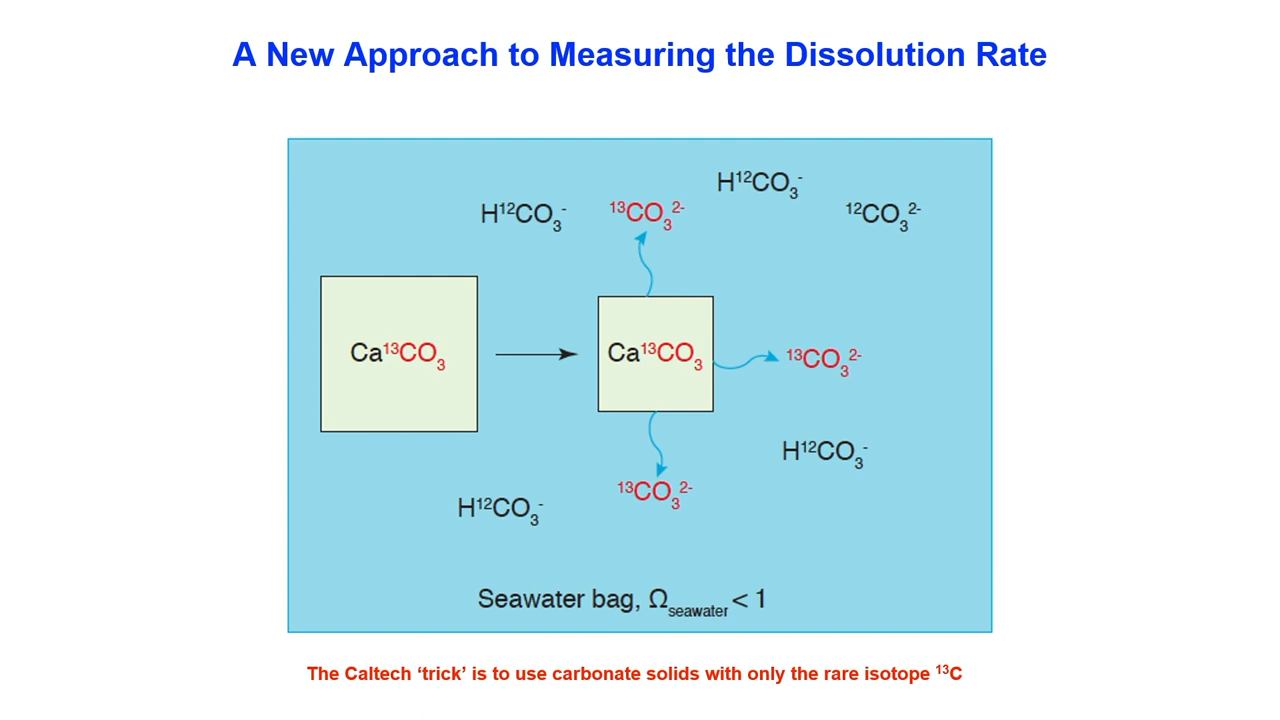 A New Approach to Measuring the Dissolution Rate
H¹²CO₃⁻
¹³CO₃²⁻
H¹²CO₃⁻
¹²CO₃²⁻
Ca¹³CO₃
Ca¹³CO₃
¹³CO₃²⁻
H¹²CO₃⁻
¹³CO₃²⁻
H¹²CO₃⁻
Seawater bag, Ωseawater < 1
The Caltech ‘trick’ is to use carbonate solids with only the rare isotope ¹³C